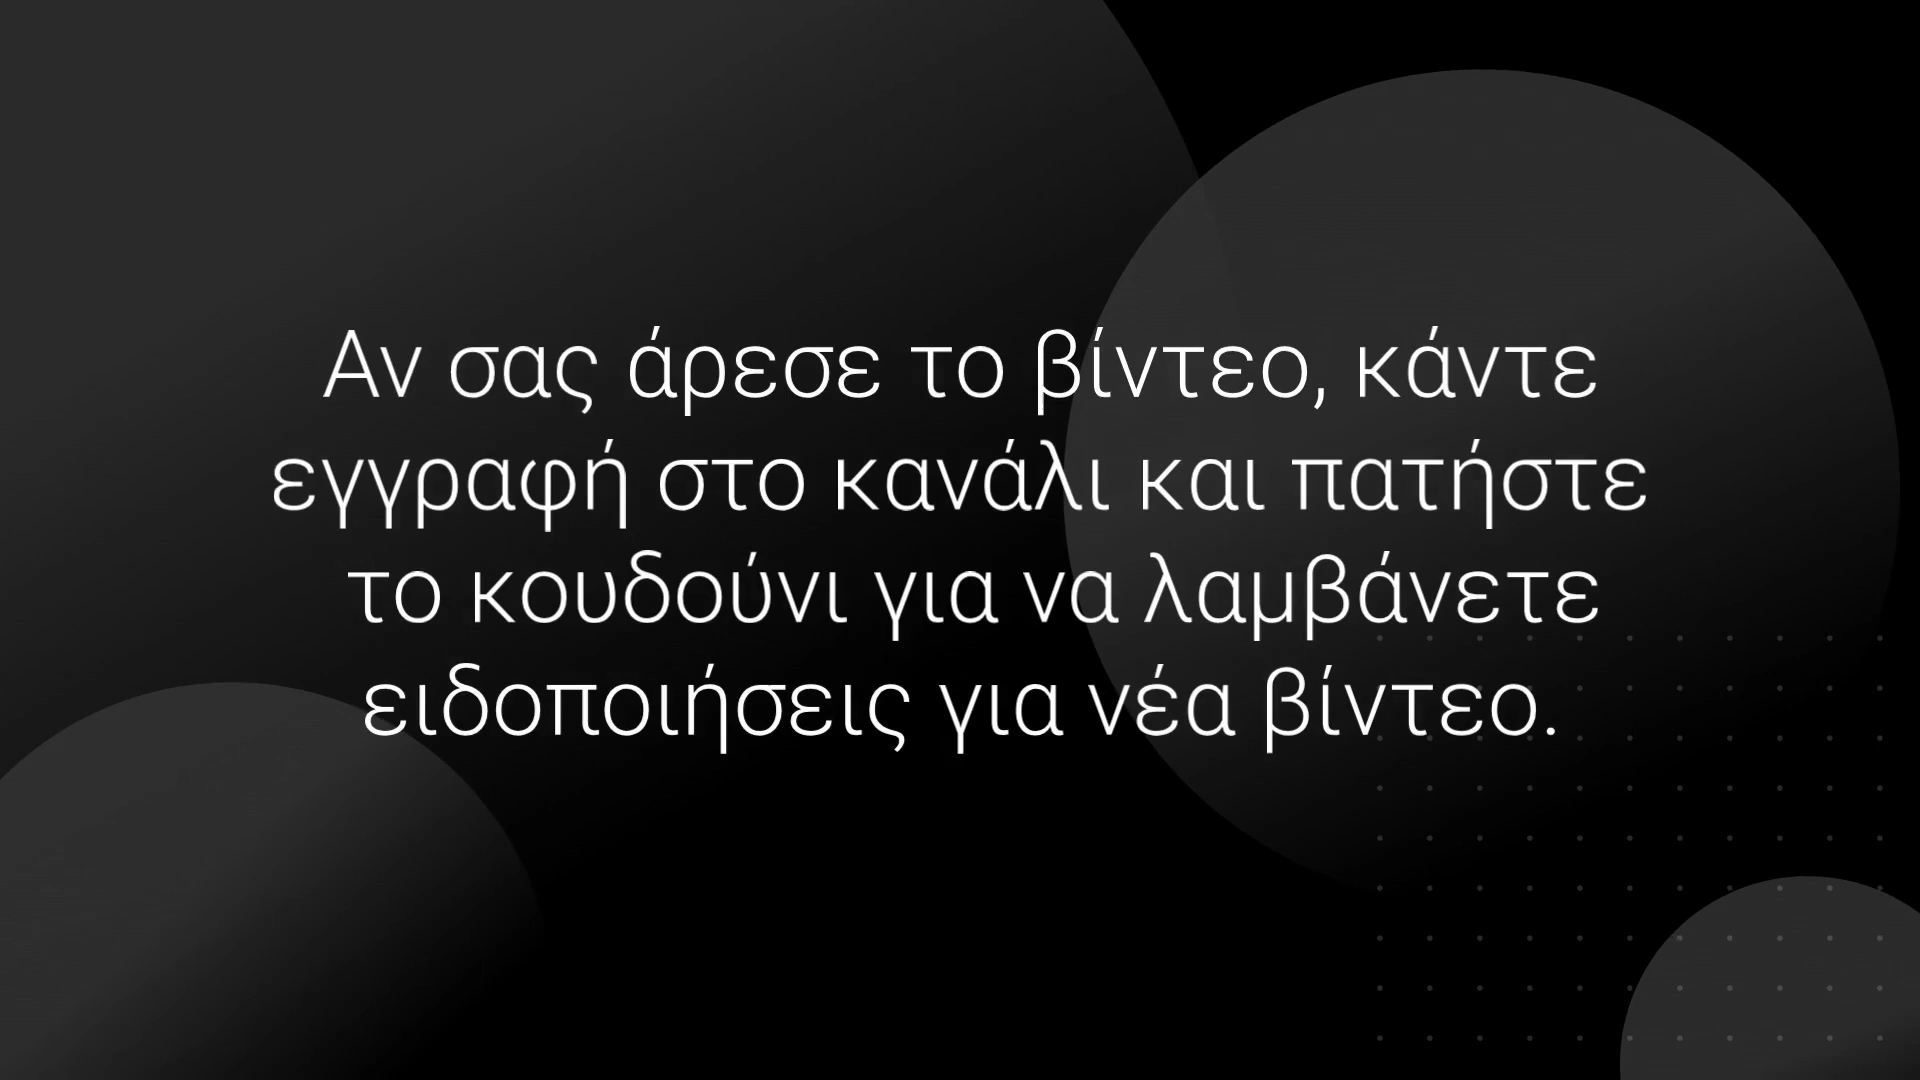 Αν σας άρεσε το βίντεο, κάντε
εγγραφή στο κανάλι και πατήστε
το κουδούνι για να λαμβάνετε
ειδοποιήσεις για νέα βίντεο.